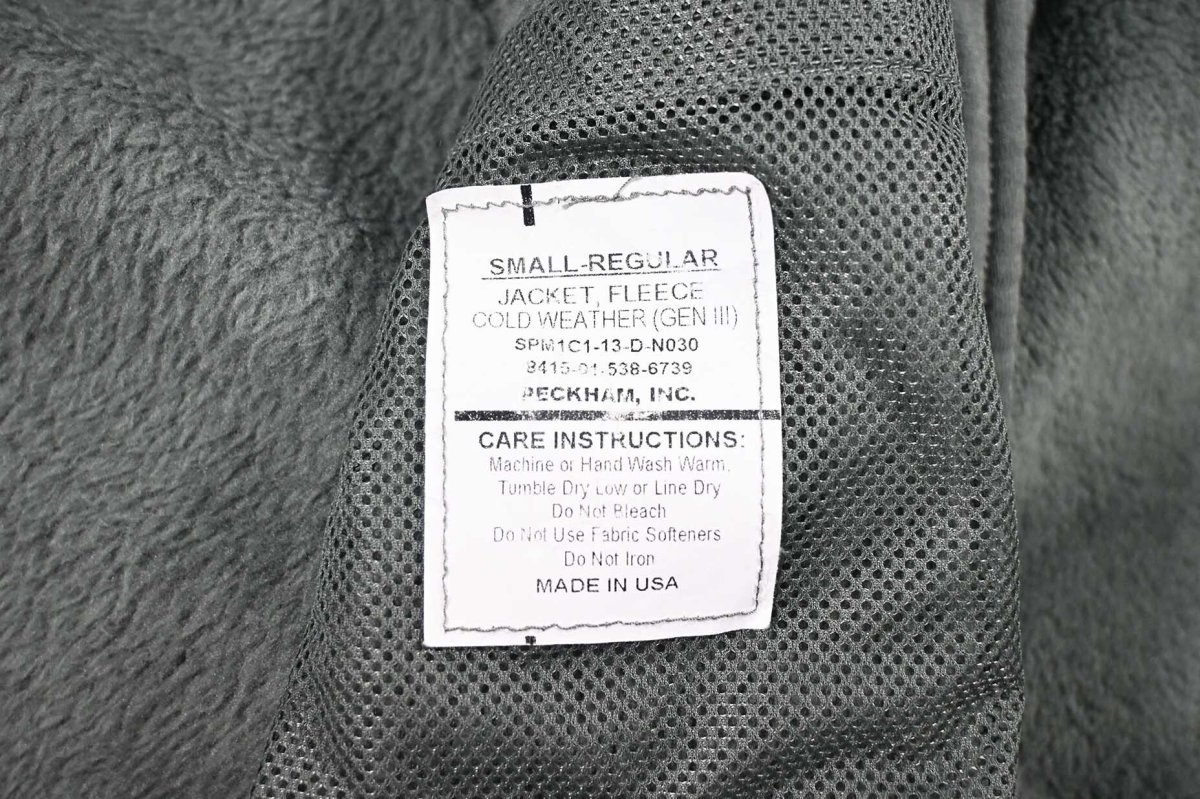 SMALL-REGULAR
JACKET, FLEECE
COLD WEATHER (GEN III)
SPM1C1-13-D-N030
8415-01-538-6739
PECKHAM, INC.
CARE INSTRUCTIONS:
Machine or Hand Wash Warm,
Tumble Dry Low or Line Dry
Do Not Bleach
Do Not Use Fabric Softeners
Do Not Iron
MADE IN USA